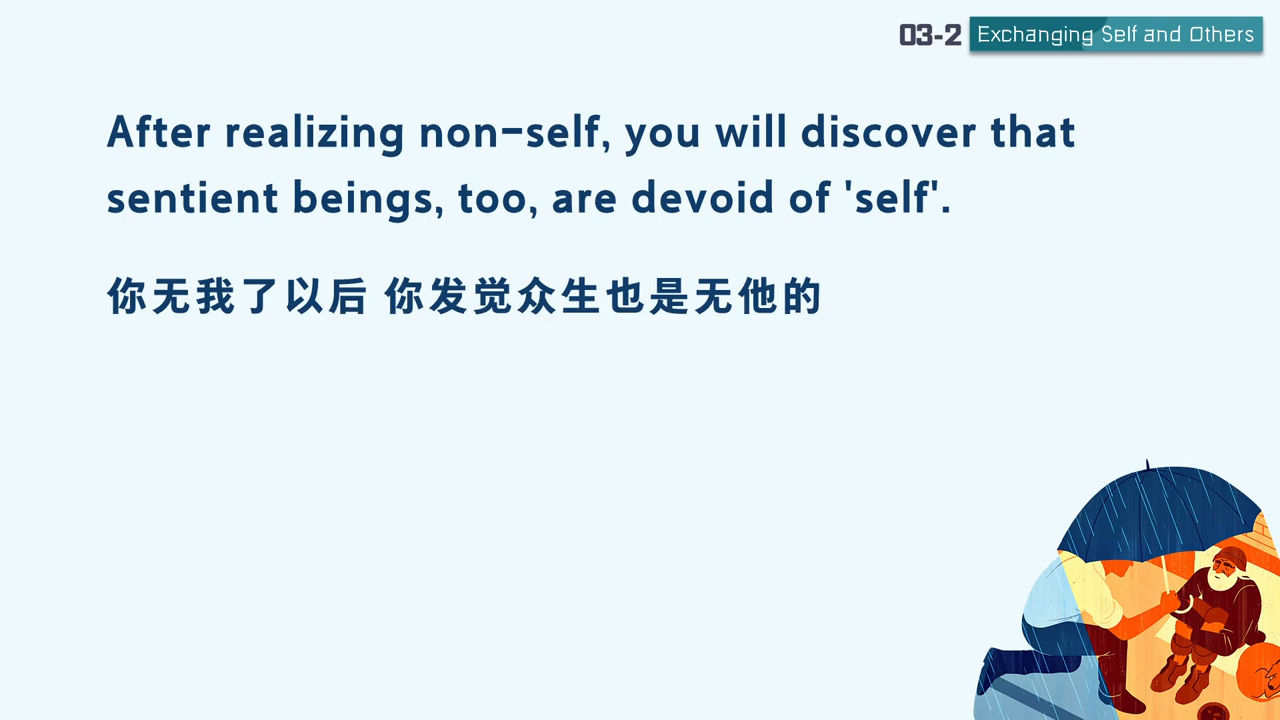 03-2 Exchanging Self and Others
After realizing non-self, you will discover that
sentient beings, too, are devoid of 'self'.
你无我了以后 你发觉众生也是无他的